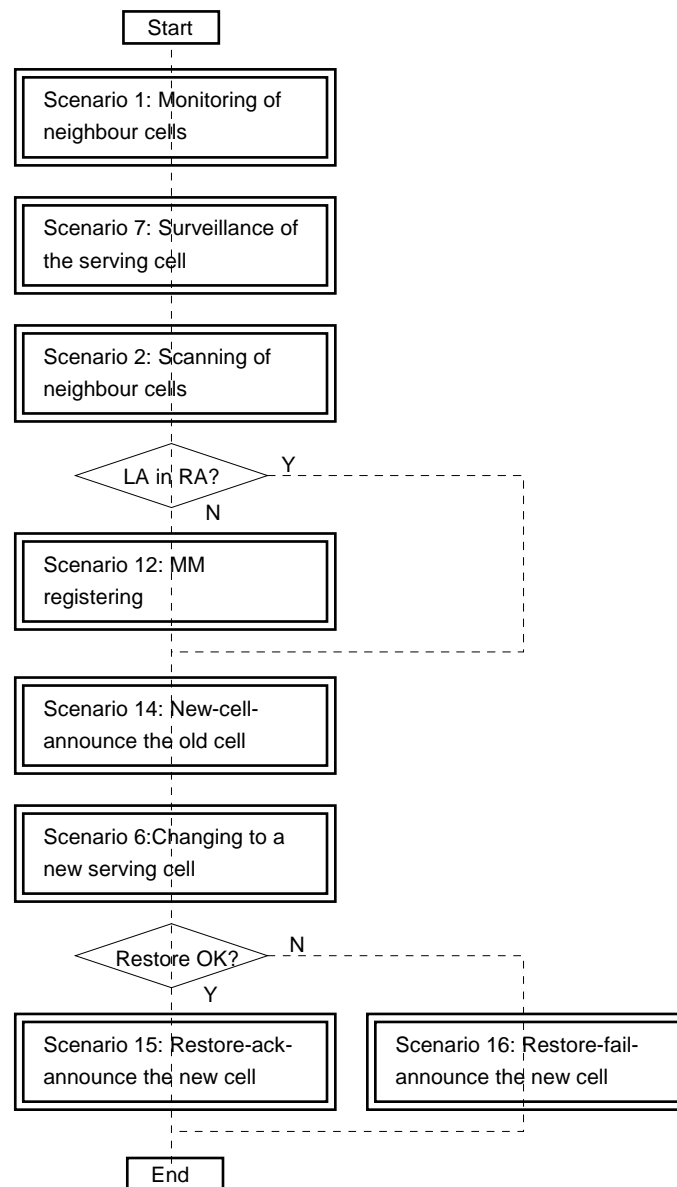 Start
Scenario 1: Monitoring of
neighbour cells
Scenario 7: Surveillance of
the serving cell
Scenario 2: Scanning of
neighbour cells
LA in RA?
Y
N
Scenario 12: MM
registering
Scenario 14: New-cell-
announce the old cell
Scenario 6:Changing to a
new serving cell
Restore OK?
N
Y
Scenario 15: Restore-ack-
announce the new cell
Scenario 16: Restore-fail-
announce the new cell
End